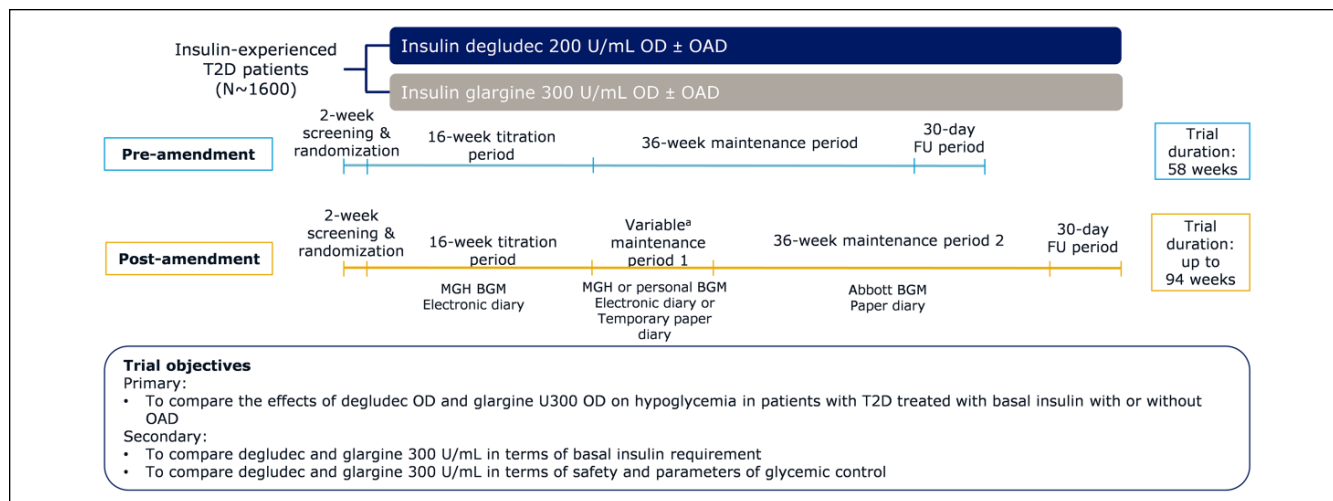 Insulin-experienced
T2D patients
(N~1600)
Insulin degludec 200 U/mL OD ± OAD
Insulin glargine 300 U/mL OD ± OAD
Pre-amendment
2-week
screening &
randomization
16-week titration
period
36-week maintenance period
30-day
FU period
Trial
duration:
58 weeks
Post-amendment
2-week
screening &
randomization
16-week titration
period
Variableᵃ
maintenance
period 1
36-week maintenance period 2
30-day
FU period
Trial
duration:
up to
94 weeks
MGH BGM
Electronic diary
MGH or personal BGM
Electronic diary or
Temporary paper
diary
Abbott BGM
Paper diary
Trial objectives
Primary:
• To compare the effects of degludec OD and glargine U300 OD on hypoglycemia in patients with T2D treated with basal insulin with or without
OAD
Secondary:
• To compare degludec and glargine 300 U/mL in terms of basal insulin requirement
• To compare degludec and glargine 300 U/mL in terms of safety and parameters of glycemic control